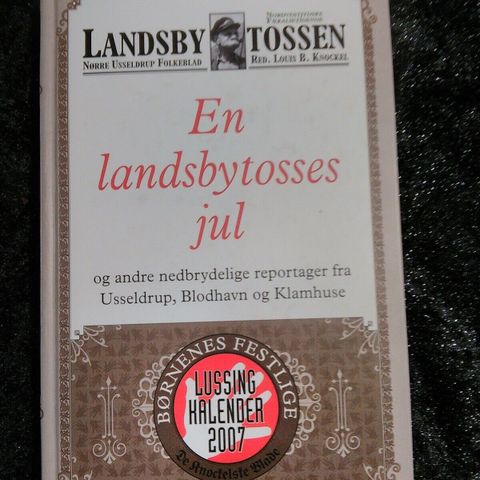 LANDSBY TOSSEN
NØRRE USSELDRUP FOLKEBLAD RED. LOUIS B. KNOCKEL
En
landsbytosses
jul
og andre nedbrydelige reportager fra
Usseldrup, Blodhavn og Klamhuse
BØRNENES FESTLIGE
LUSSING
KALENDER
2007
De Knockelste Blade